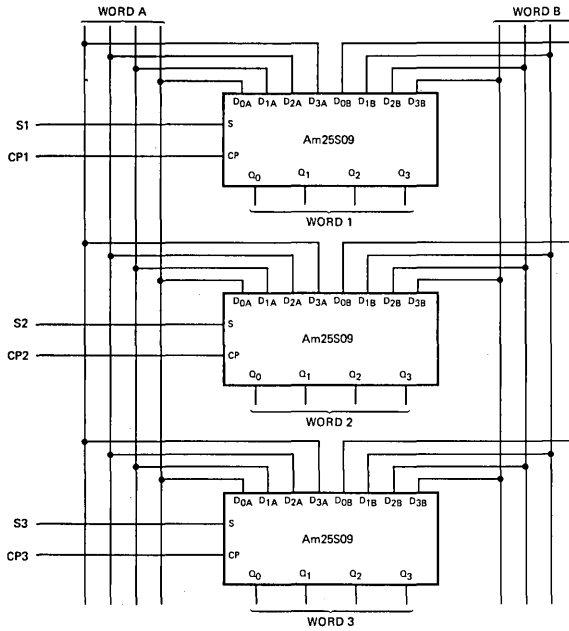 WORD A WORD B
D0A D1A D2A D3A D0B D1B D2B D3B
S1 S
Am25S09
CP1 CP
Q0 Q1 Q2 Q3
WORD 1
D0A D1A D2A D3A D0B D1B D2B D3B
S2 S
Am25S09
CP2 CP
Q0 Q1 Q2 Q3
WORD 2
D0A D1A D2A D3A D0B D1B D2B D3B
S3 S
Am25S09
CP3 CP
Q0 Q1 Q2 Q3
WORD 3